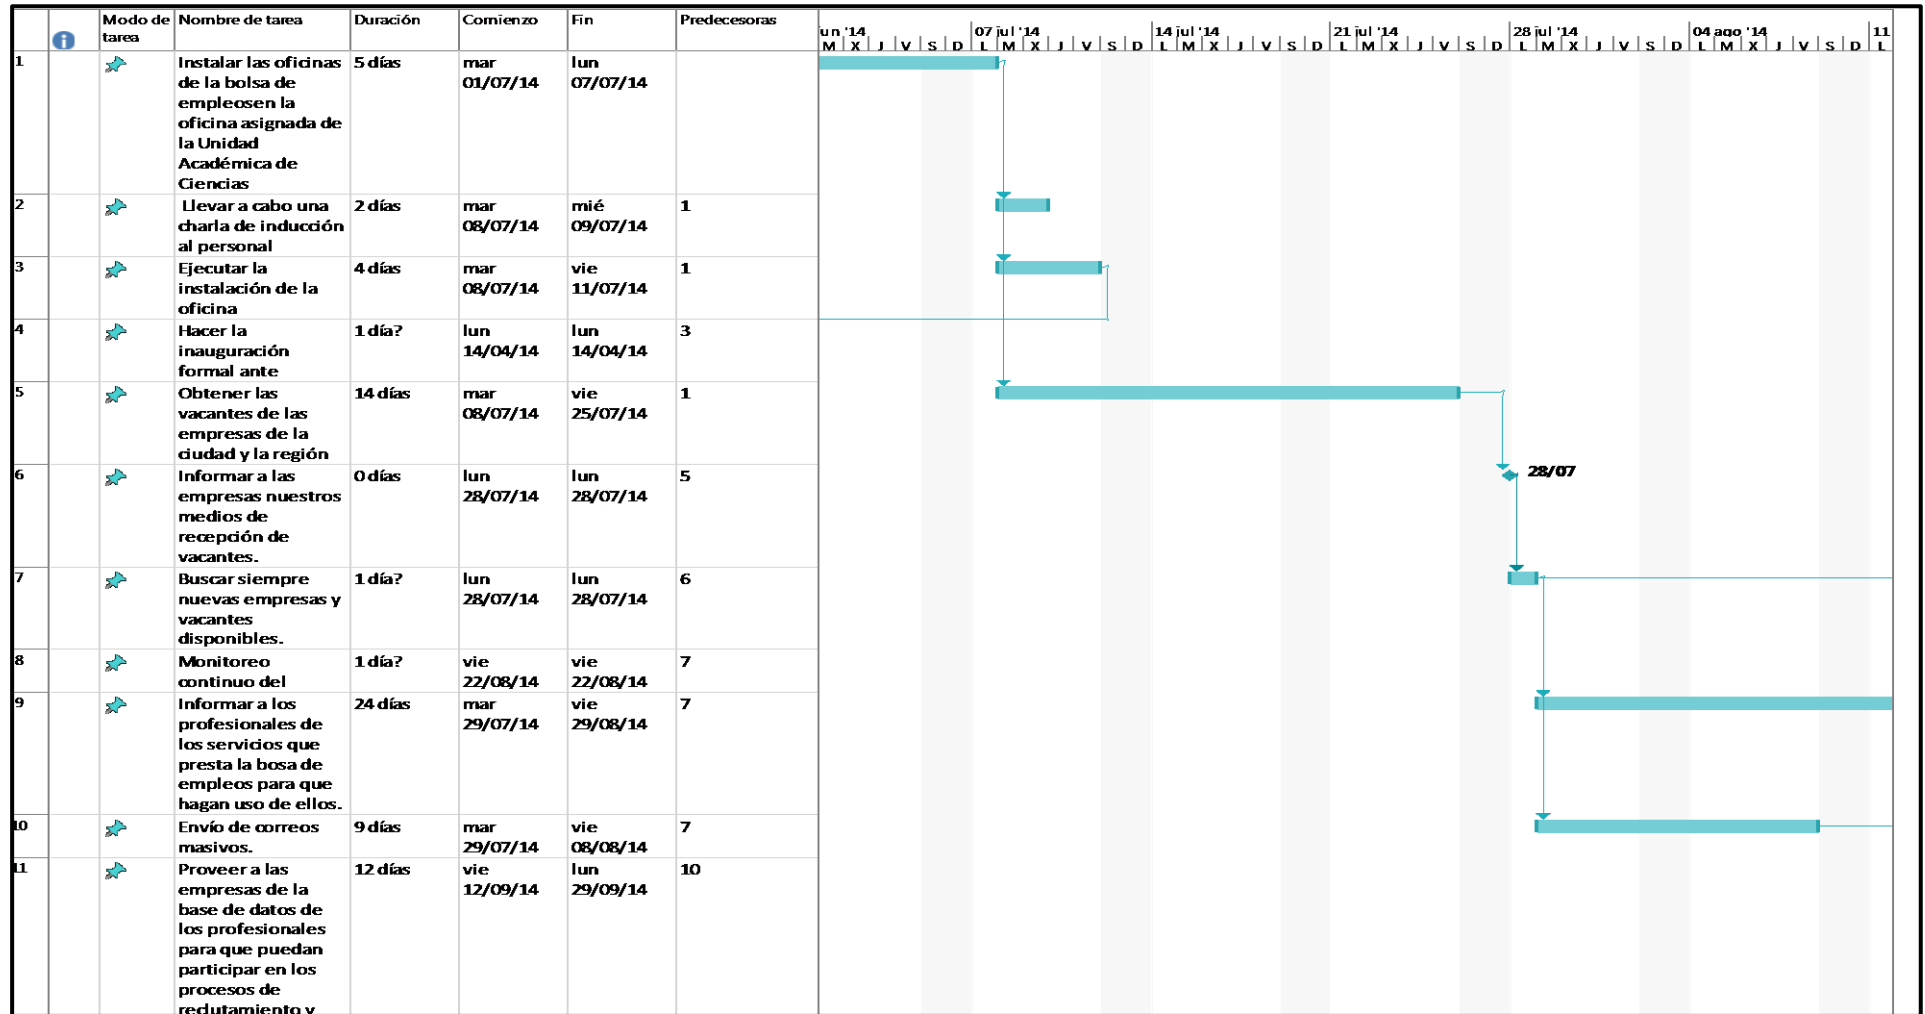 Modo de tarea Nombre de tarea Duración Comienzo Fin Predecesoras
un '14 07 jul '14 14 jul '14 21 jul '14 28 jul '14 04 ago '14 11
M X J V S D L M X J V S D L M X J V S D L M X J V S D L M X J V S D L M X J V S D L
1 Instalar las oficinas 5 días mar lun
de la bolsa de 01/07/14 07/07/14
empleosen la
oficina asignada de
la Unidad
Académica de
Ciencias
2 Llevar a cabo una 2 días mar mié 1
charla de inducción 08/07/14 09/07/14
al personal
3 Ejecutar la 4 días mar vie 1
instalación de la 08/07/14 11/07/14
oficina
4 Hacer la 1 día? lun lun 3
inauguración 14/04/14 14/04/14
formal ante
5 Obtener las 14 días mar vie 1
vacantes de las 08/07/14 25/07/14
empresas de la
ciudad y la región
6 Informar a las 0 días lun lun 5 28/07
empresas nuestros 28/07/14 28/07/14
medios de
recepción de
vacantes.
7 Buscar siempre 1 día? lun lun 6
nuevas empresas y 28/07/14 28/07/14
vacantes
disponibles.
8 Monitoreo 1 día? vie vie 7
continuo del 22/08/14 22/08/14
9 Informar a los 24 días mar vie 7
profesionales de 29/07/14 29/08/14
los servicios que
presta la bosa de
empleos para que
hagan uso de ellos.
10 Envío de correos 9 días mar vie 7
masivos. 29/07/14 08/08/14
11 Proveer a las 12 días vie lun 10
empresas de la 12/09/14 29/09/14
base de datos de
los profesionales
para que puedan
participar en los
procesos de
reclutamiento y